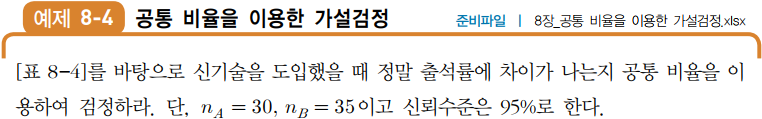 예제 8-4 공통 비율을 이용한 가설검정 준비파일 | 8장_공통 비율을 이용한 가설검정.xlsx
[표 8-4]를 바탕으로 신기술을 도입했을 때 정말 출석률에 차이가 나는지 공통 비율을 이
용하여 검정하라. 단, n_A = 30, n_B = 35이고 신뢰수준은 95%로 한다.